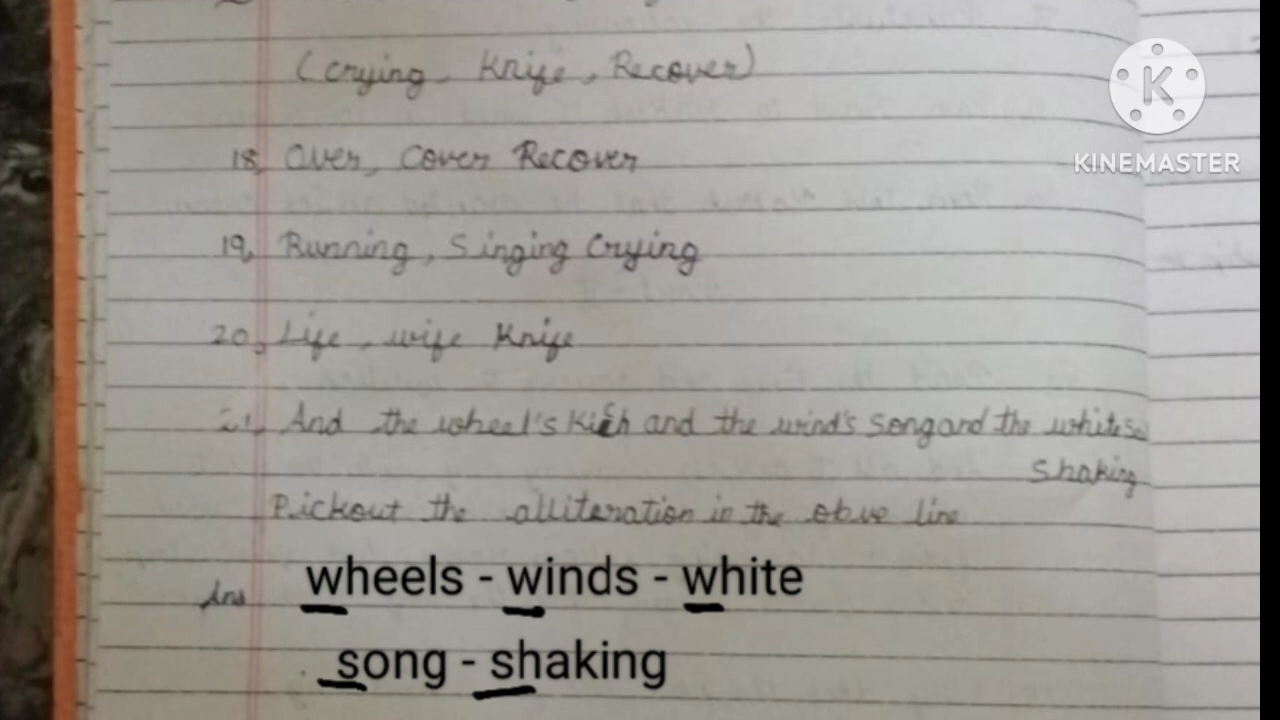 (Crying, Knife, Recover)
K
KINEMASTER
18, Over, Cover Recover
19, Running, Singing Crying
20, Life, wife Knife
21, And the wheel's Kich and the wind's song and the white
Shaking
Pickout the alliteration in the obve line
Ans wheels - winds - white
song - shaking